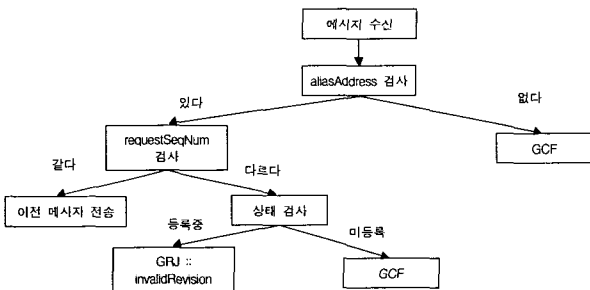 메시지 수신
aliasAddress 검사
있다
없다
requestSeqNum
검사
GCF
같다
다르다
이전 메시자 전송
상태 검사
등록중
미등록
GRJ ::
invalidRevision
GCF